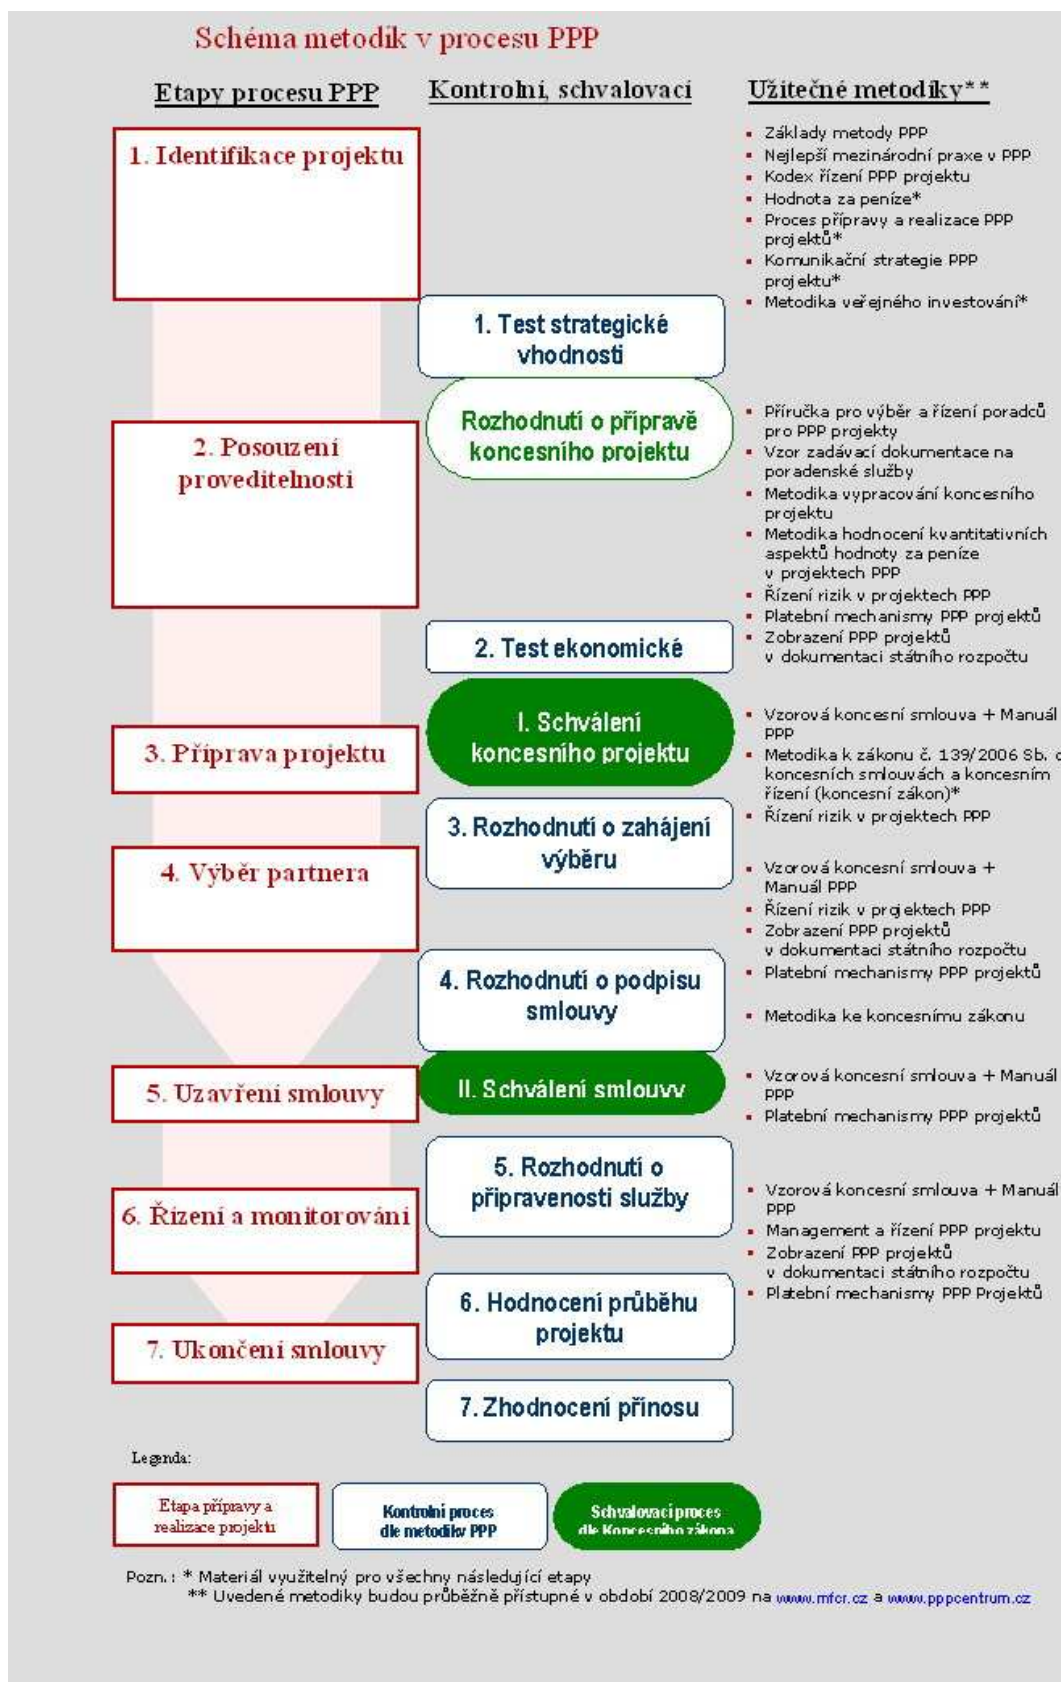 Schéma metodik v procesu PPP
Etapy procesu PPP
Kontrolní, schvalovací
Užitečné metodiky**
1. Identifikace projektu
▪ Základy metody PPP
▪ Nejlepší mezinárodní praxe v PPP
▪ Kodex řízení PPP projektu
▪ Hodnota za peníze*
▪ Proces přípravy a realizace PPP
projektů*
▪ Komunikační strategie PPP
projektu*
▪ Metodika veřejného investování*
1. Test strategické
vhodnosti
Rozhodnutí o přípravě
koncesního projektu
2. Posouzení
proveditelnosti
▪ Příručka pro výběr a řízení poradců
pro PPP projekty
▪ Vzor zadávací dokumentace na
poradenské služby
▪ Metodika vypracování koncesního
projektu
▪ Metodika hodnocení kvantitativních
aspektů hodnoty za peníze
v projektech PPP
▪ Řízení rizik v projektech PPP
▪ Platební mechanismy PPP projektů
▪ Zobrazení PPP projektů
v dokumentaci státního rozpočtu
2. Test ekonomické
I. Schválení
koncesního projektu
3. Příprava projektu
▪ Vzorová koncesní smlouva + Manuál
PPP
▪ Metodika k zákonu č. 139/2006 Sb. o
koncesních smlouvách a koncesním
řízení (koncesní zákon)*
▪ Řízení rizik v projektech PPP
3. Rozhodnutí o zahájení
výběru
4. Výběr partnera
▪ Vzorová koncesní smlouva +
Manuál PPP
▪ Řízení rizik v projektech PPP
▪ Zobrazení PPP projektů
v dokumentaci státního rozpočtu
▪ Platební mechanismy PPP projektů
▪ Metodika ke koncesnímu zákonu
4. Rozhodnutí o podpisu
smlouvy
5. Uzavření smlouvy
II. Schválení smlouvy
▪ Vzorová koncesní smlouva + Manuál
PPP
▪ Platební mechanismy PPP projektů
5. Rozhodnutí o
připravenosti služby
6. Řízení a monitorování
▪ Vzorová koncesní smlouva + Manuál
PPP
▪ Management a řízení PPP projektu
▪ Zobrazení PPP projektů
v dokumentaci státního rozpočtu
▪ Platební mechanismy PPP Projektů
6. Hodnocení průběhu
projektu
7. Ukončení smlouvy
7. Zhodnocení přínosu
Legenda:
Etapa přípravy a
realizace projektu
Kontrolní proces
dle metodiky PPP
Schvalovací proces
dle Koncesního zákona
Pozn.: * Materiál využitelný pro všechny následující etapy
** Uvedené metodiky budou průběžně přístupné v období 2008/2009 na www.mfcr.cz a www.pppcentrum.cz